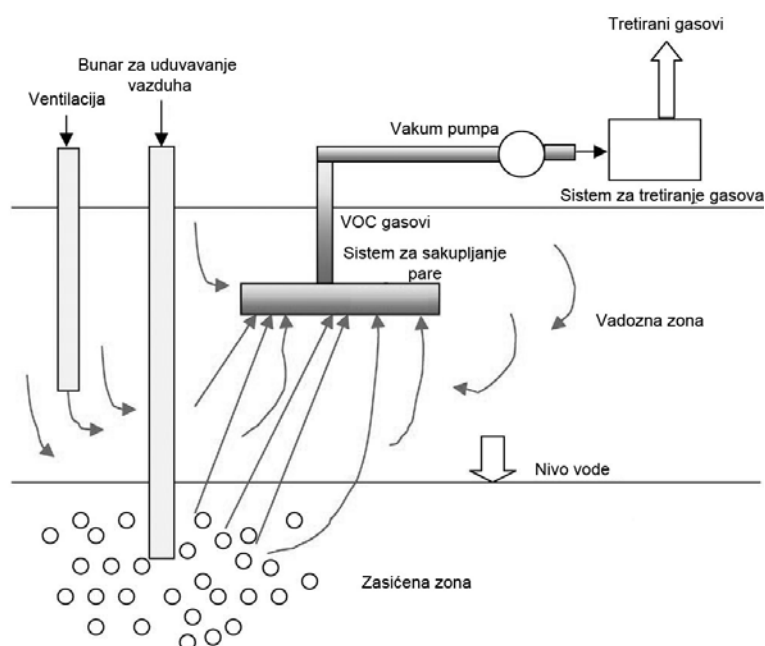 Tretirani gasovi
Bunar za uduvavanje
vazduha
Ventilacija
Vakum pumpa
Sistem za tretiranje gasova
VOC gasovi
Sistem za sakupljanje
pare
Vadozna zona
Nivo vode
Zasićena zona